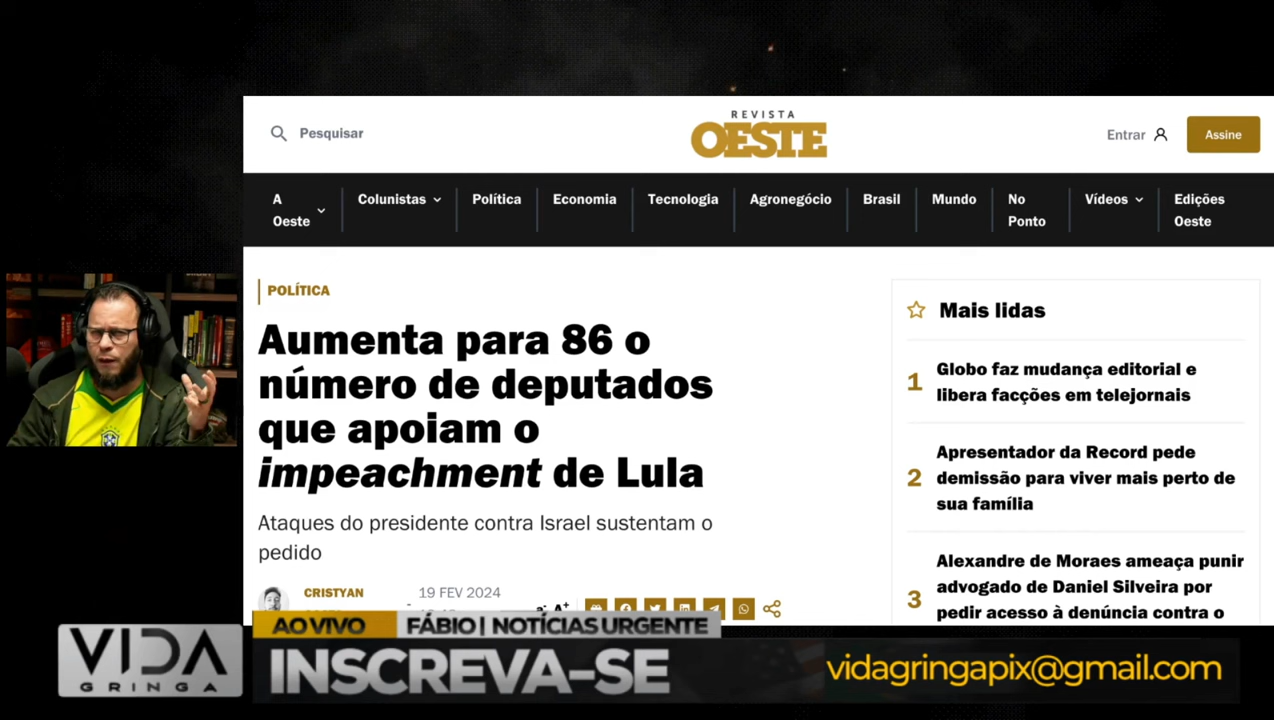 Pesquisar
REVISTA
OESTE
Entrar
Assine
A
Oeste
Colunistas
Política
Economia
Tecnologia
Agronegócio
Brasil
Mundo
No
Ponto
Vídeos
Edições
Oeste
POLÍTICA
Aumenta para 86 o
número de deputados
que apoiam o
impeachment de Lula
Ataques do presidente contra Israel sustentam o
pedido
CRISTYAN
19 FEV 2024
Mais lidas
1
Globo faz mudança editorial e
libera facções em telejornais
2
Apresentador da Record pede
demissão para viver mais perto de
sua família
3
Alexandre de Moraes ameaça punir
advogado de Daniel Silveira por
pedir acesso à denúncia contra o
AO VIVO
FÁBIO | NOTÍCIAS URGENTE
VIDA
GRINGA
INSCREVA-SE
vidagringapix@gmail.com